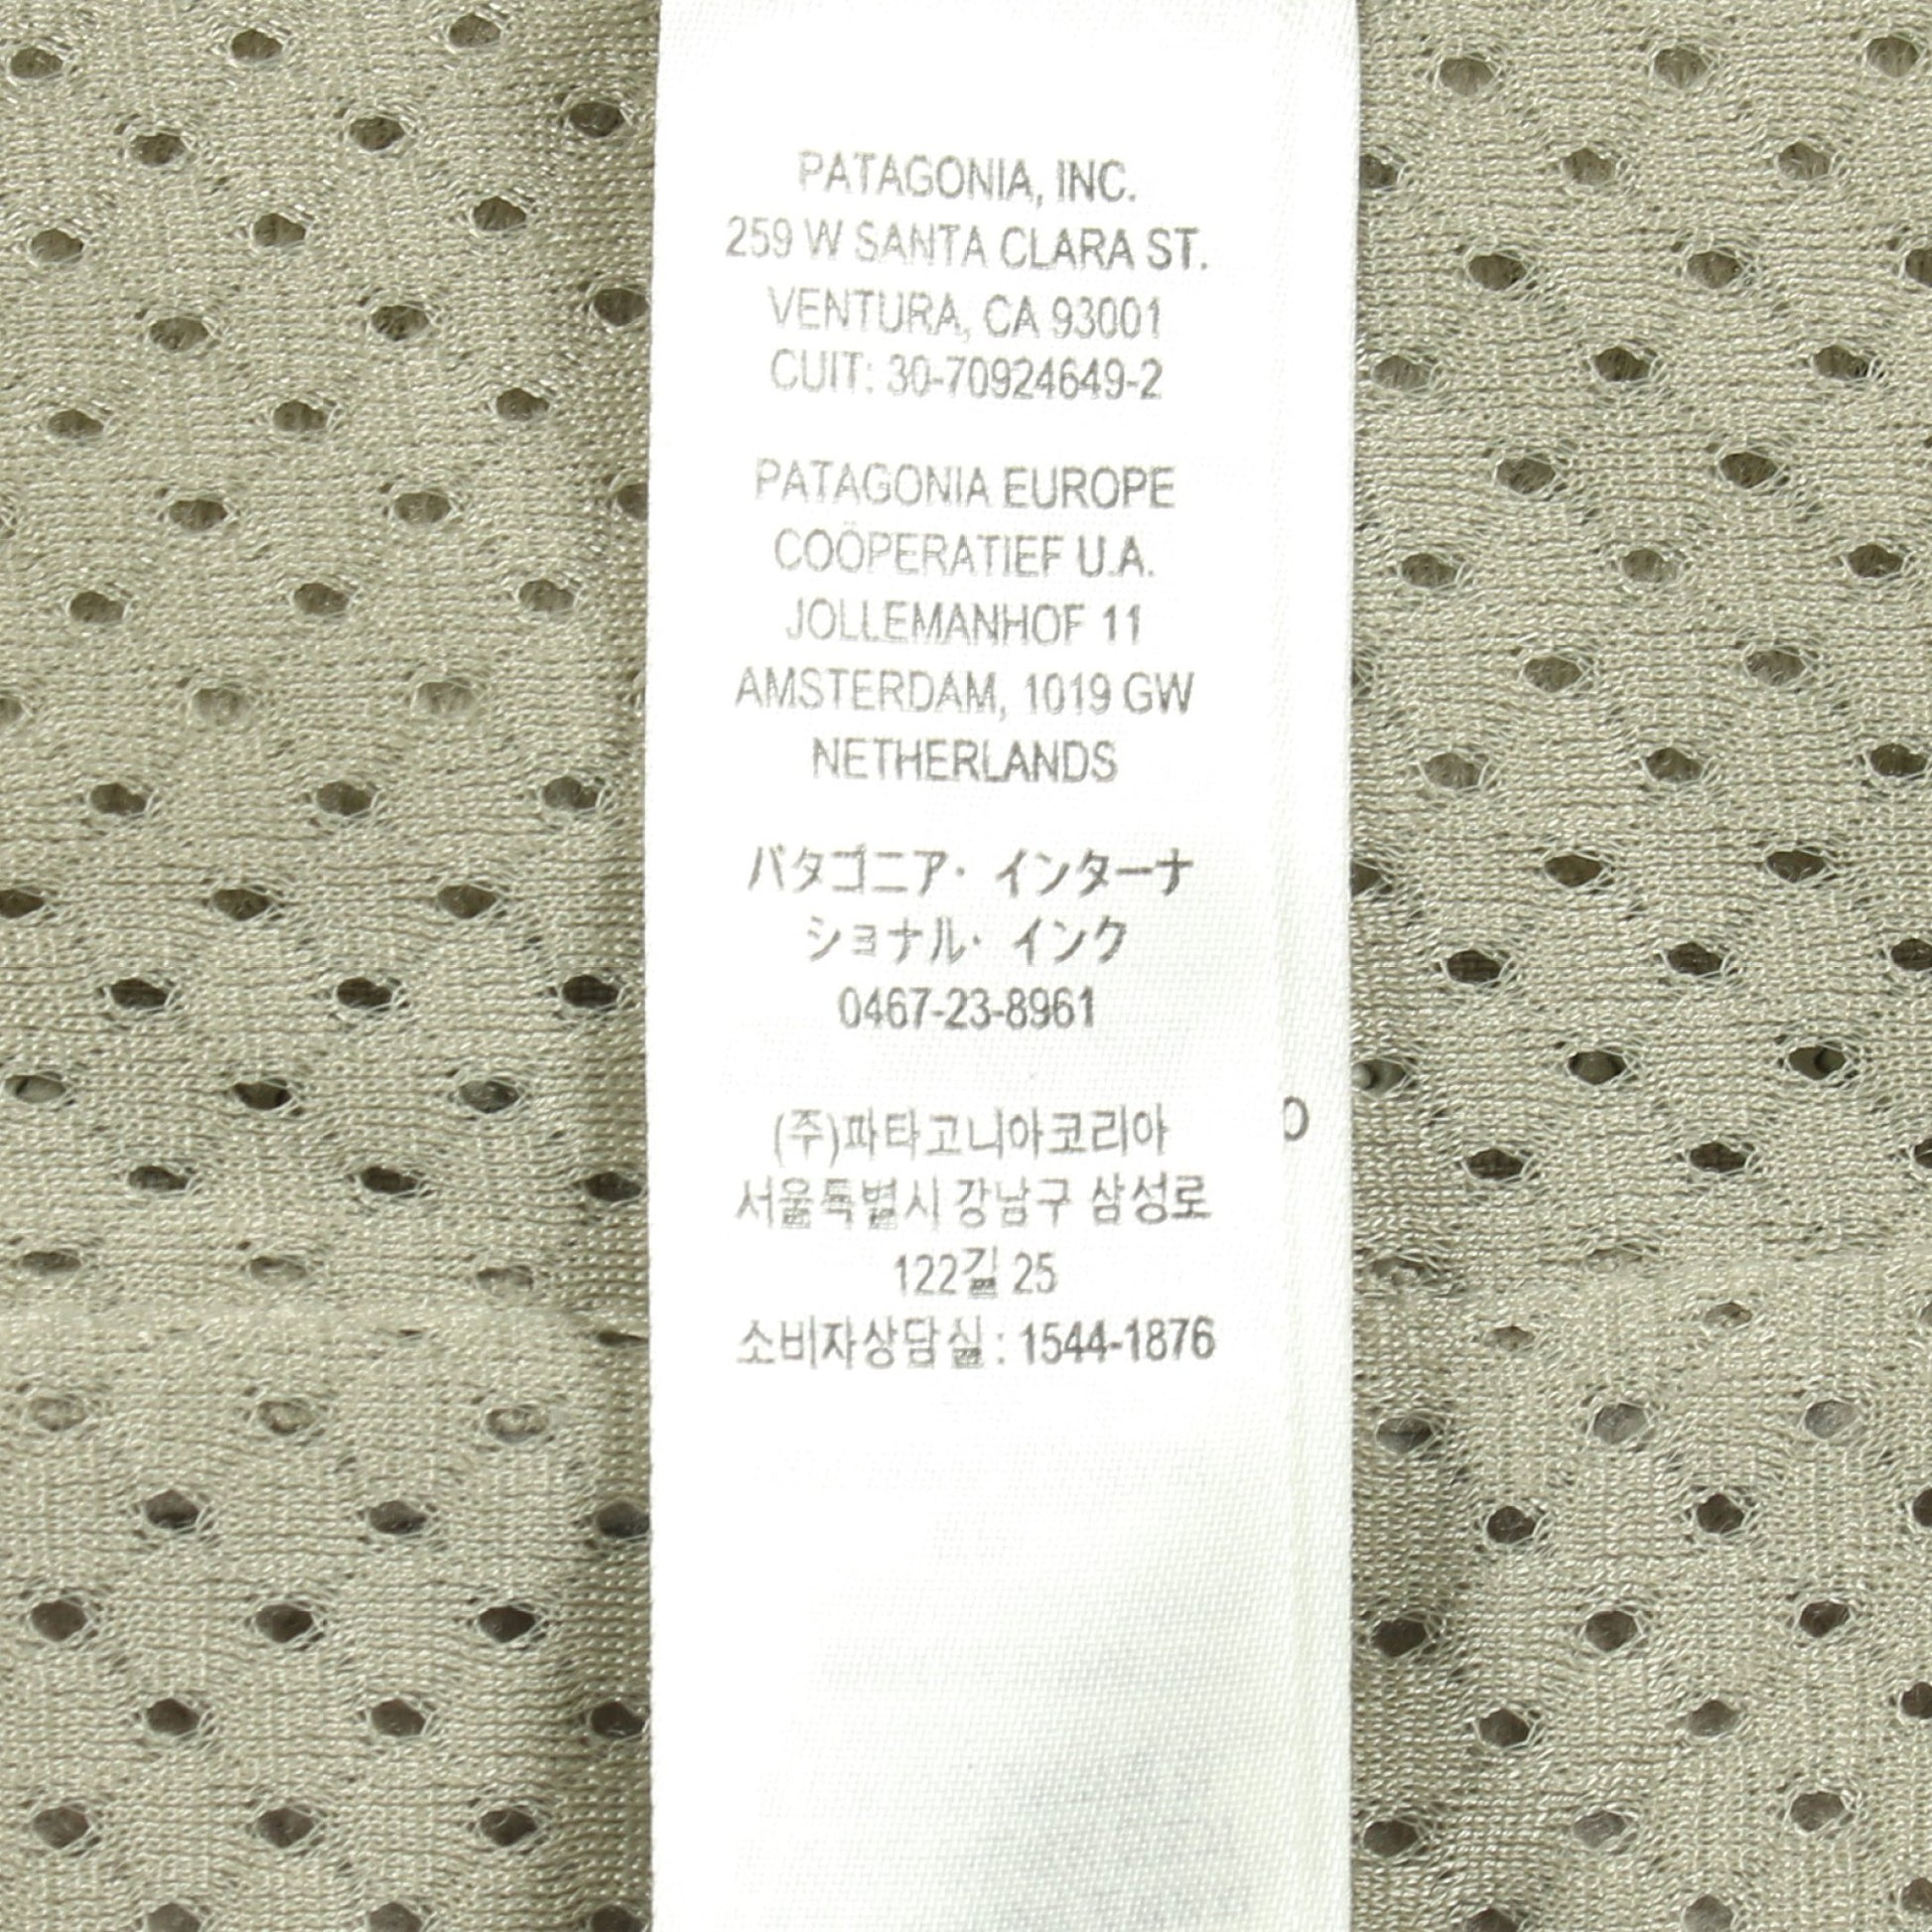 PATAGONIA, INC.
259 W SANTA CLARA ST.
VENTURA, CA 93001
CUIT: 30-70924649-2
PATAGONIA EUROPE
COÖPERATIEF U.A.
JOLLEMANHOF 11
AMSTERDAM, 1019 GW
NETHERLANDS
パタゴニア・インターナ
ショナル・インク
0467-23-8961
(주)파타고니아코리아
서울특별시 강남구 삼성로
122길 25
소비자상담실 : 1544-1876